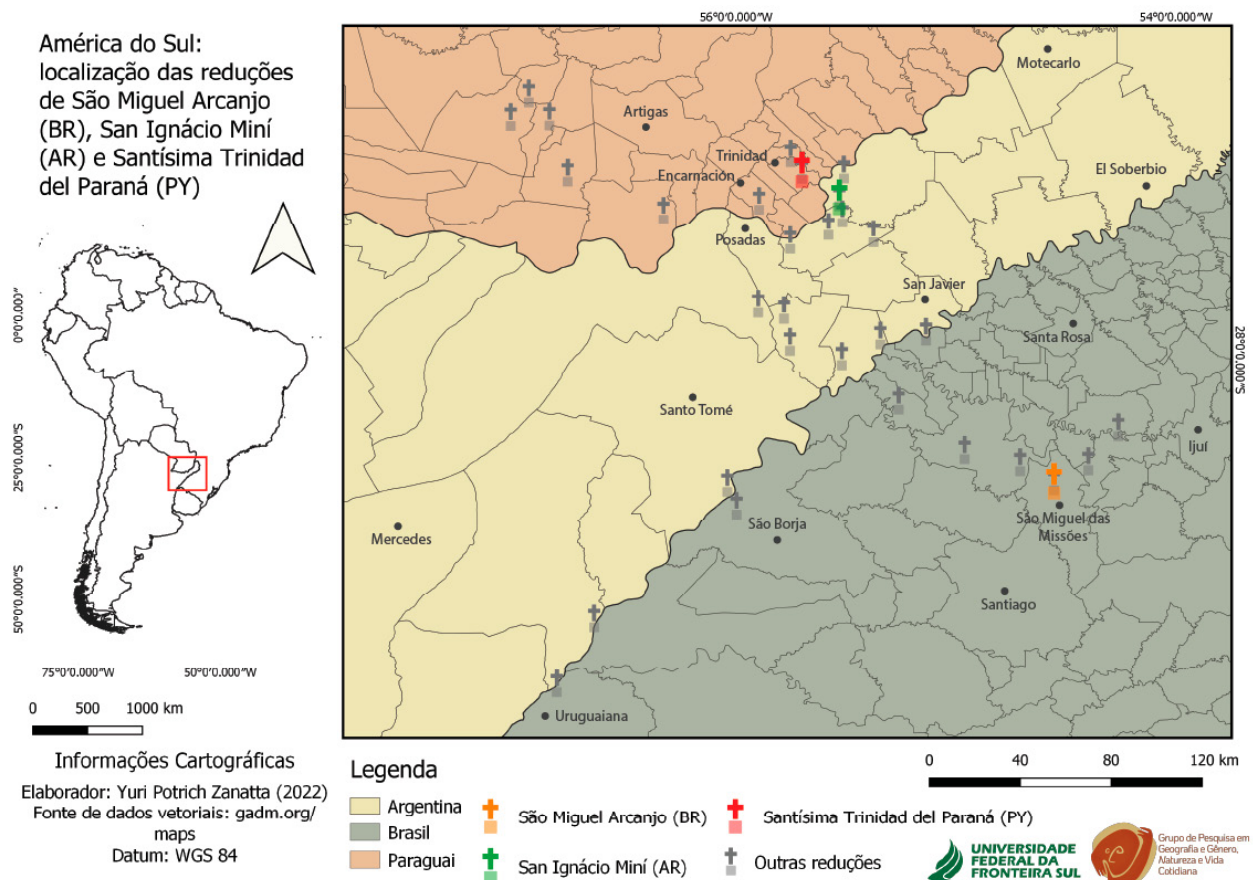 América do Sul:
localização das reduções
de São Miguel Arcanjo
(BR), San Ignácio Miní
(AR) e Santísima Trinidad
del Paraná (PY)
0°0'0.000"
25°0'0.000"S
50°0'0.000"S
75°0'0.000"W
50°0'0.000"W
0
500
1000 km
Informações Cartográficas
Elaborador: Yuri Potrich Zanatta (2022)
Fonte de dados vetoriais: gadm.org/
maps
Datum: WGS 84
56°0'0.000"W
54°0'0.000"W
28°0'0.000"S
Motecarlo
Artigas
Trinidad
Encarnación
El Soberbio
Posadas
San Javier
Santa Rosa
Santo Tomé
Ijuí
Mercedes
São Borja
São Miguel das
Missões
Santiago
Uruguaiana
0
40
80
120 km
Legenda
Argentina
Brasil
Paraguai
São Miguel Arcanjo (BR)
San Ignácio Miní (AR)
Santísima Trinidad del Paraná (PY)
Outras reduções
UNIVERSIDADE
FEDERAL DA
FRONTEIRA SUL
Grupo de Pesquisa em
Geografia e Gênero,
Natureza e Vida
Cotidiana